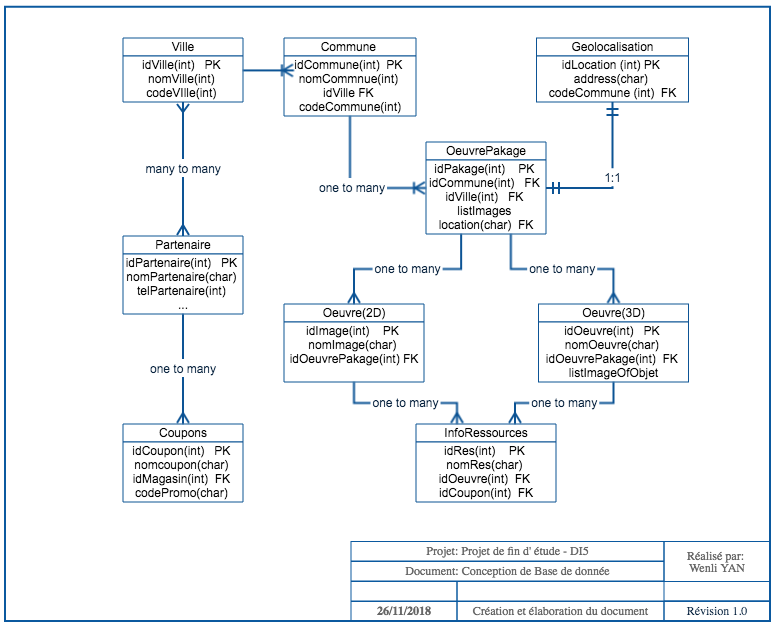 Ville
idVille(int) PK
nomVille(int)
codeVIlle(int)
Commune
idCommune(int) PK
nomCommnue(int)
idVille FK
codeCommune(int)
Geolocalisation
idLocation (int) PK
address(char)
codeCommune (int) FK
many to many
one to many
OeuvrePakage
idPakage(int) PK
idCommune(int) FK
idVille(int) FK
listImages
location(char) FK
1:1
Partenaire
idPartenaire(int) PK
nomPartenaire(char)
telPartenaire(int)
...
one to many
one to many
Oeuvre(2D)
idImage(int) PK
nomImage(char)
idOeuvrePakage(int) FK
Oeuvre(3D)
idOeuvre(int) PK
nomOeuvre(char)
idOeuvrePakage(int) FK
listImageOfObjet
one to many
one to many
one to many
Coupons
idCoupon(int) PK
nomcoupon(char)
idMagasin(int) FK
codePromo(char)
InfoRessources
idRes(int) PK
nomRes(char)
idOeuvre(int) FK
idCoupon(int) FK
Projet: Projet de fin d' étude - DI5
Document: Conception de Base de donnée
Réalisé par:
Wenli YAN
26/11/2018
Création et élaboration du document
Révision 1.0